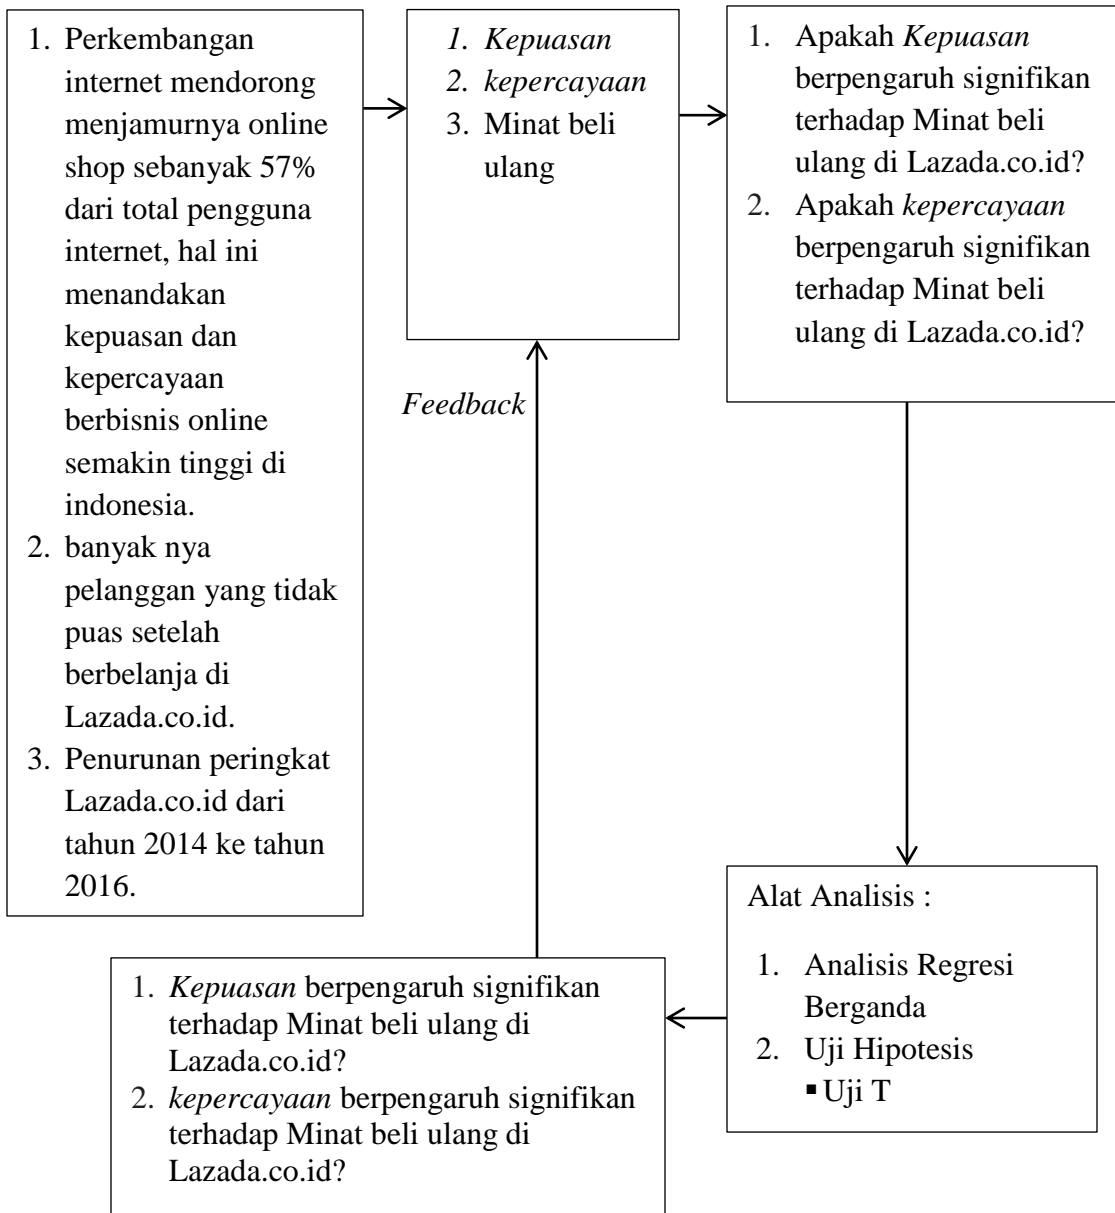 1. Perkembangan
internet mendorong
menjamurnya online
shop sebanyak 57%
dari total pengguna
internet, hal ini
menandakan
kepuasan dan
kepercayaan
berbisnis online
semakin tinggi di
indonesia.
2. banyak nya
pelanggan yang tidak
puas setelah
berbelanja di
Lazada.co.id.
3. Penurunan peringkat
Lazada.co.id dari
tahun 2014 ke tahun
2016.
1. Kepuasan
2. kepercayaan
3. Minat beli
ulang
1. Apakah Kepuasan
berpengaruh signifikan
terhadap Minat beli
ulang di Lazada.co.id?
2. Apakah kepercayaan
berpengaruh signifikan
terhadap Minat beli
ulang di Lazada.co.id?
Feedback
Alat Analisis :
1. Analisis Regresi
Berganda
2. Uji Hipotesis
▪ Uji T
1. Kepuasan berpengaruh signifikan
terhadap Minat beli ulang di
Lazada.co.id?
2. kepercayaan berpengaruh signifikan
terhadap Minat beli ulang di
Lazada.co.id?